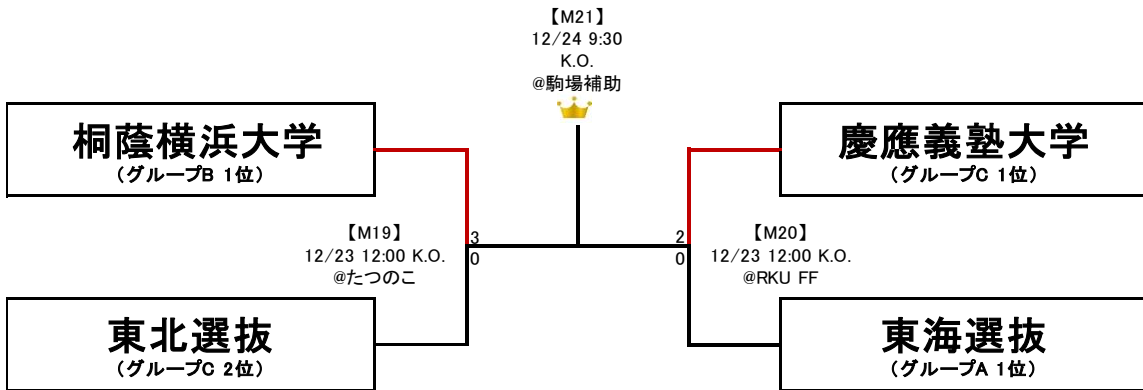 【M21】
12/24 9:30
K.O.
@駒場補助
桐蔭横浜大学
（グループB 1位）
慶應義塾大学
（グループC 1位）
【M19】
12/23 12:00 K.O.
@たつのこ
3
0
2
0
【M20】
12/23 12:00 K.O.
@RKU FF
東北選抜
（グループC 2位）
東海選抜
（グループA 1位）